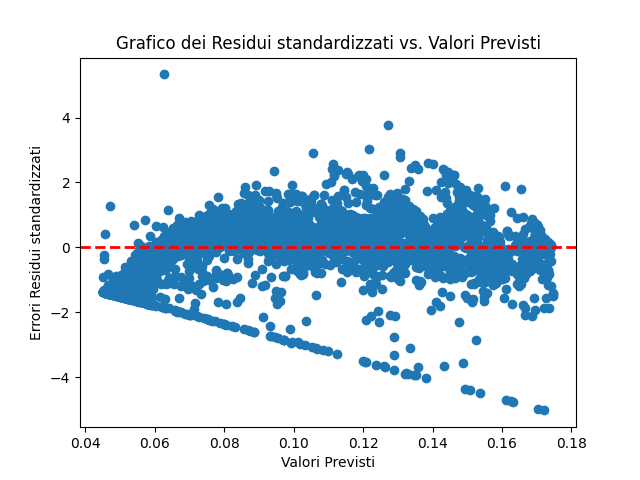 Grafico dei Residui standardizzati vs. Valori Previsti
Errori Residui standardizzati
4
2
0
−2
−4
0.04 0.06 0.08 0.10 0.12 0.14 0.16 0.18
Valori Previsti